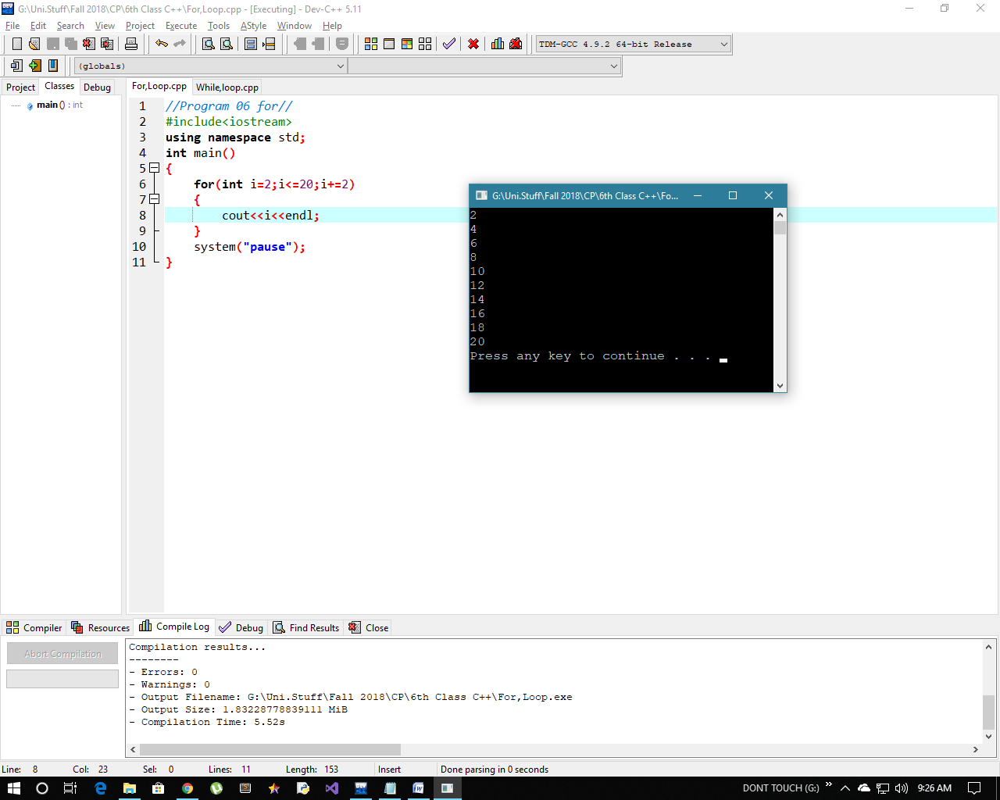 G:\Uni.Stuff\Fall 2018\CP\6th Class C++\For,Loop.cpp - [Executing] - Dev-C++ 5.11
File Edit Search View Project Execute Tools AStyle Window Help
TDM-GCC 4.9.2 64-bit Release
(globals)
Project Classes Debug
main () : int
For,Loop.cpp While,loop.cpp
1 //Program 06 for//
2 #include<iostream>
3 using namespace std;
4 int main()
5 {
6 for(int i=2;i<=20;i+=2)
7 {
8 cout<<i<<endl;
9 }
10 system("pause");
11 }
G:\Uni.Stuff\Fall 2018\CP\6th Class C++\Fo...
2
4
6
8
10
12
14
16
18
20
Press any key to continue . . .
Compiler Resources Compile Log Debug Find Results Close
Abort Compilation
Compilation results...
--------
- Errors: 0
- Warnings: 0
- Output Filename: G:\Uni.Stuff\Fall 2018\CP\6th Class C++\For,Loop.exe
- Output Size: 1.83228778839111 MiB
- Compilation Time: 5.52s
Line: 8 Col: 23 Sel: 0 Lines: 11 Length: 153 Insert Done parsing in 0 seconds
DONT TOUCH (G:) 9:26 AM